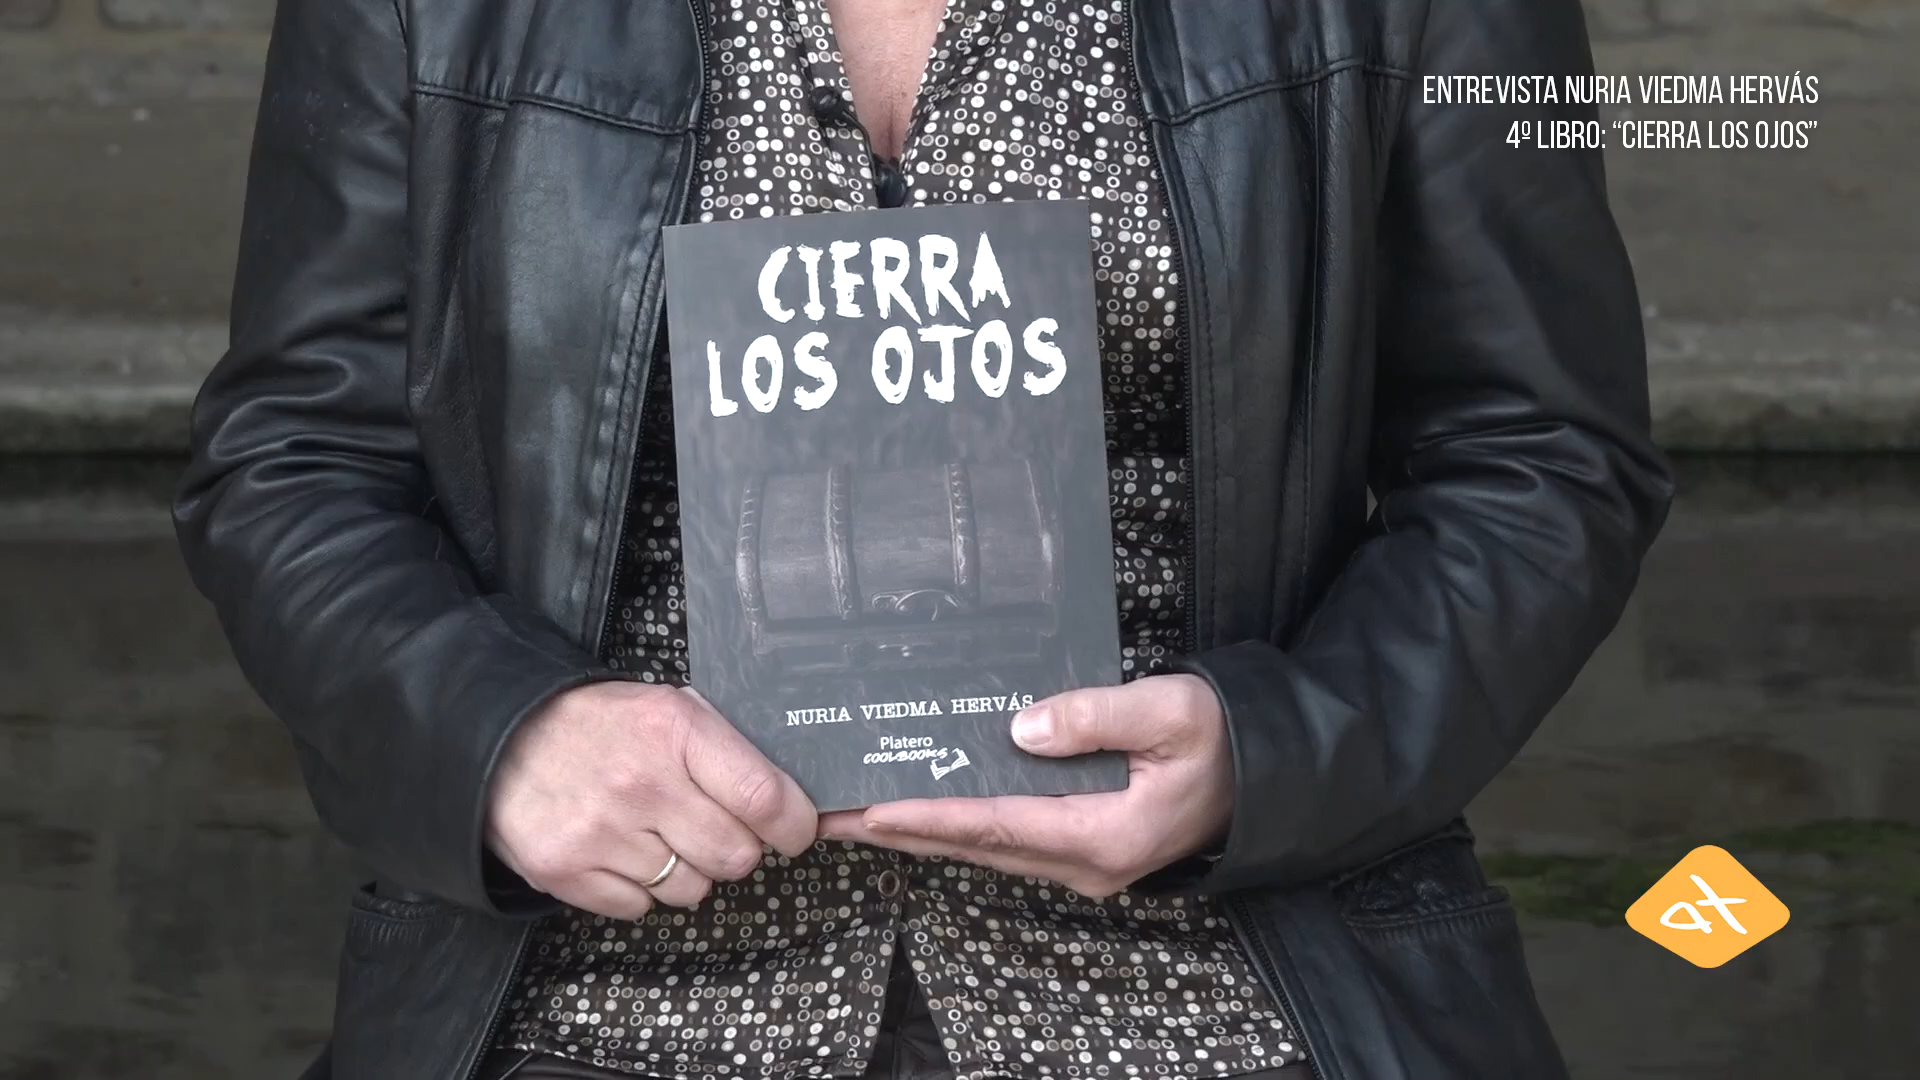 ENTREVISTA NURIA VIEDMA HERVÁS
4º LIBRO: “CIERRA LOS OJOS”
CIERRA
LOS OJOS
NURIA VIEDMA HERVÁS
Platero
COOLBOOKS